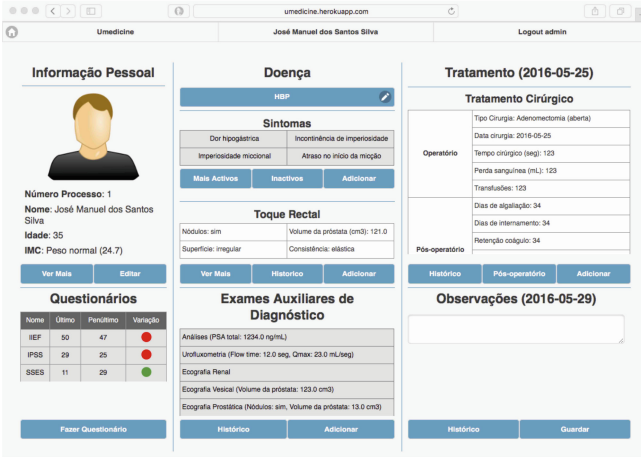 umedicine.herokuapp.com
Umedicine
José Manuel dos Santos Silva
Logout admin
Informação Pessoal
Número Processo: 1
Nome: José Manuel dos Santos
Silva
Idade: 35
IMC: Peso normal (24.7)
Ver Mais
Editar
Questionários
Nome Último Penúltimo Variação
IIEF 50 47
IPSS 29 25
SSES 11 29
Fazer Questionário
Doença
HBP
Sintomas
Dor hipogástrica Incontinência de imperiosidade
Imperiosidade miccional Atraso no início da micção
Mais Activos
Inactivos
Adicionar
Toque Rectal
Nódulos: sim Volume da próstata (cm3): 121.0
Superfície: irregular Consistência: elástica
Ver Mais
Historico
Adicionar
Exames Auxiliares de
Diagnóstico
Análises (PSA total: 1234.0 ng/mL)
Urofluxometria (Flow time: 12.0 seg, Qmax: 23.0 mL/seg)
Ecografia Renal
Ecografia Vesical (Volume da próstata: 123.0 cm3)
Ecografia Prostática (Nódulos: sim, Volume da próstata: 13.0 cm3)
Histórico
Adicionar
Tratamento (2016-05-25)
Tratamento Cirúrgico
Operatório
Tipo Cirurgia: Adenomectomia (aberta)
Data cirurgia: 2016-05-25
Tempo cirúrgico (seg): 123
Perda sanguínea (mL): 123
Transfusões: 123
Pós-operatório
Dias de algaliação: 34
Dias de internamento: 34
Retenção coágulo: 34
Histórico
Pós-operatório
Adicionar
Observações (2016-05-29)
Histórico
Guardar